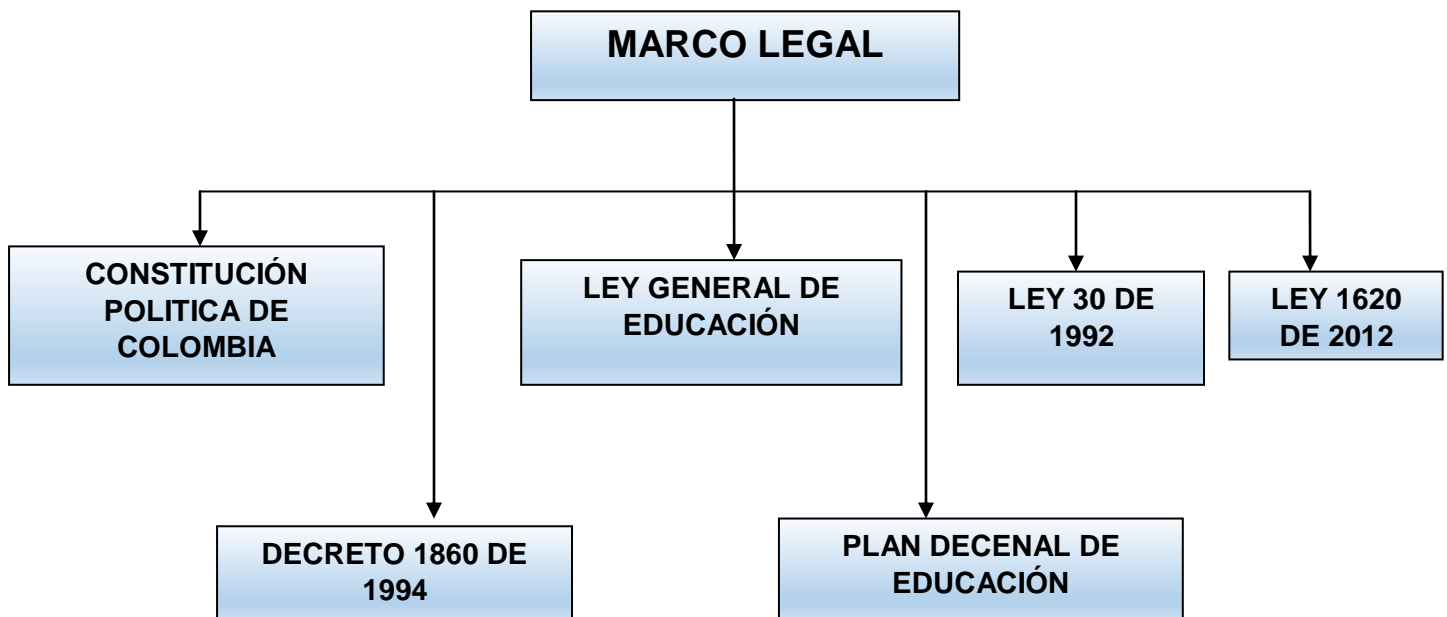 MARCO LEGAL
CONSTITUCIÓN
POLITICA DE
COLOMBIA
LEY GENERAL DE
EDUCACIÓN
LEY 30 DE
1992
LEY 1620
DE 2012
DECRETO 1860 DE
1994
PLAN DECENAL DE
EDUCACIÓN